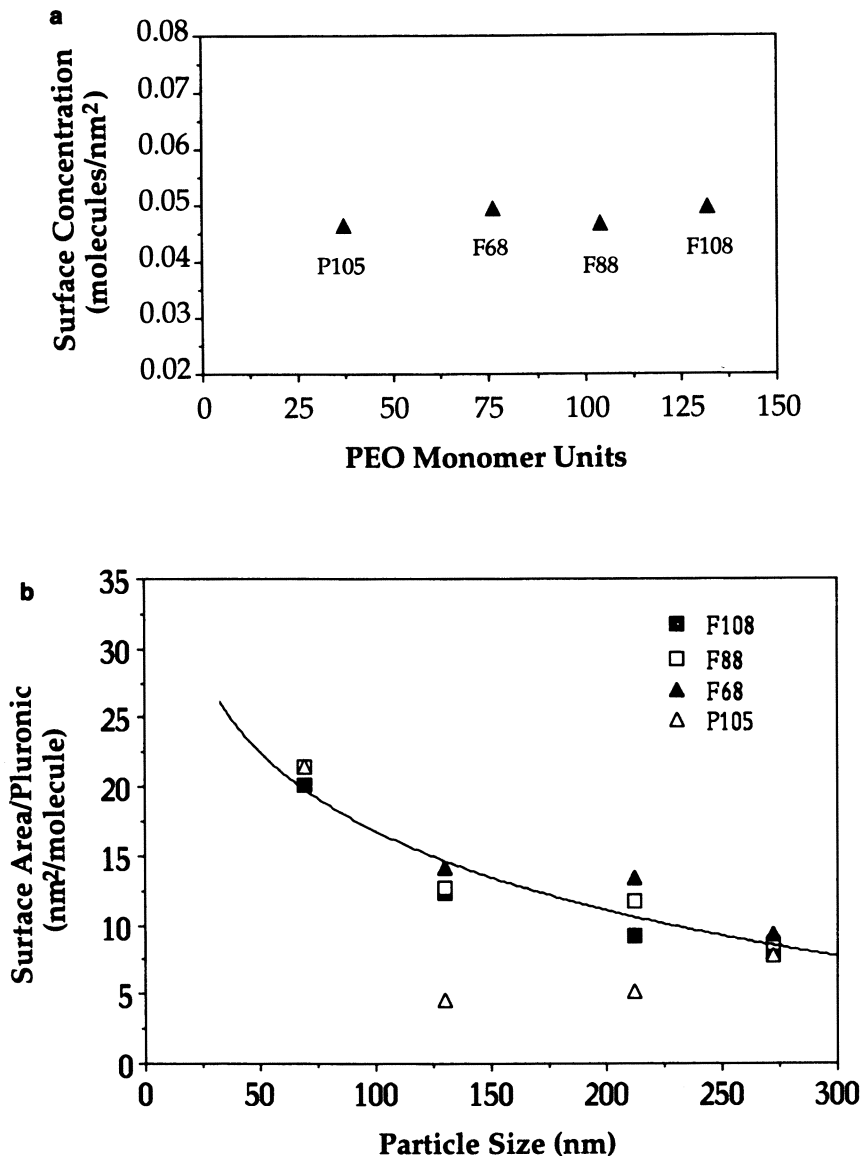 a
Surface Concentration
(molecules/nm²)
0.08
0.07
0.06
0.05
0.04
0.03
0.02
P105
F68
F88
F108
0 25 50 75 100 125 150
PEO Monomer Units
b
Surface Area/Pluronic
(nm²/molecule)
35
30
25
20
15
10
5
0
F108
F88
F68
P105
0 50 100 150 200 250 300
Particle Size (nm)